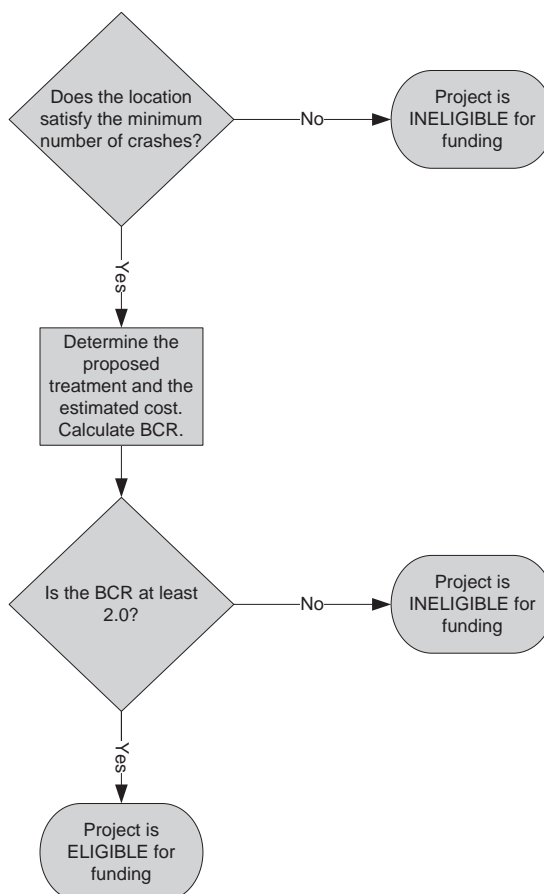 Does the location
satisfy the minimum
number of crashes?
No
Project is
INELIGIBLE for
funding
Yes
Determine the
proposed
treatment and the
estimated cost.
Calculate BCR.
Is the BCR at least
2.0?
No
Project is
INELIGIBLE for
funding
Yes
Project is
ELIGIBLE for
funding